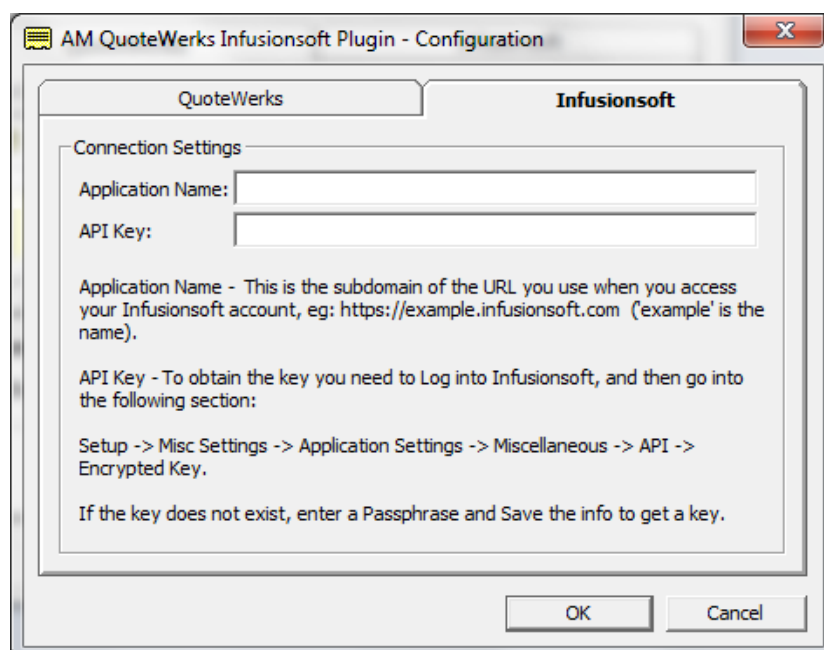 AM QuoteWerks Infusionsoft Plugin - Configuration
QuoteWerks
Infusionsoft
Connection Settings
Application Name:
API Key:
Application Name - This is the subdomain of the URL you use when you access
your Infusionsoft account, eg: https://example.infusionsoft.com ('example' is the
name).
API Key - To obtain the key you need to Log into Infusionsoft, and then go into
the following section:
Setup -> Misc Settings -> Application Settings -> Miscellaneous -> API ->
Encrypted Key.
If the key does not exist, enter a Passphrase and Save the info to get a key.
OK
Cancel